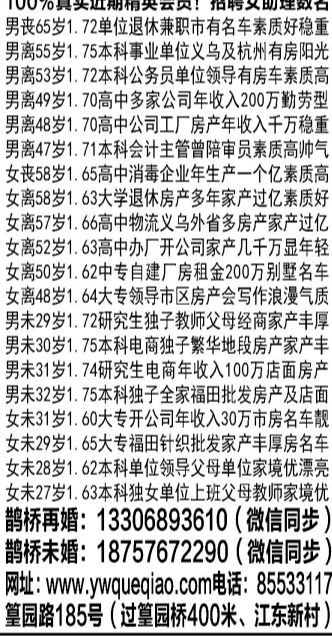 100%真实近期精英会员！招聘女助理数名
男丧65岁1.72单位退休兼职市有名车素质好稳重
男离55岁1.75本科事业单位义乌及杭州有房阳光
男离53岁1.72本科公务员单位领导有房车素质高
男离49岁1.70高中多家公司年收入200万勤劳型
男离48岁1.70高中公司工厂房产年收入千万稳重
男离47岁1.71本科会计主管曾陪审员素质高帅气
女丧58岁1.65高中消毒企业年生产一个亿素质高
女离58岁1.63大学退休房产多年家产过亿素质好
女离57岁1.66高中物流义乌外省多房产家产过亿
女离52岁1.63高中办厂开公司家产几千万显年轻
女离50岁1.62中专自建厂房租金200万别墅名车
女离48岁1.64大专领导市区房产会写作浪漫气质
男未29岁1.72研究生独子教师父母经商家产丰厚
男未30岁1.75本科电商独子繁华地段房产家产丰
男未31岁1.74研究生电商年收入100万店面房产
男未32岁1.75本科独子全家福田批发房产及店面
女未31岁1.60大专开公司年收入30万市房名车靓
女未29岁1.65大专福田针织批发家产丰厚房名车
女未28岁1.62本科单位领导父母单位家境优漂亮
女未27岁1.63本科独女单位上班父母教师家境优
鹊桥再婚：13306893610（微信同步）
鹊桥未婚：18757672290（微信同步）
网址：www.ywqueqiao.com电话：85533117
篁园路185号（过篁园桥400米、江东新村）